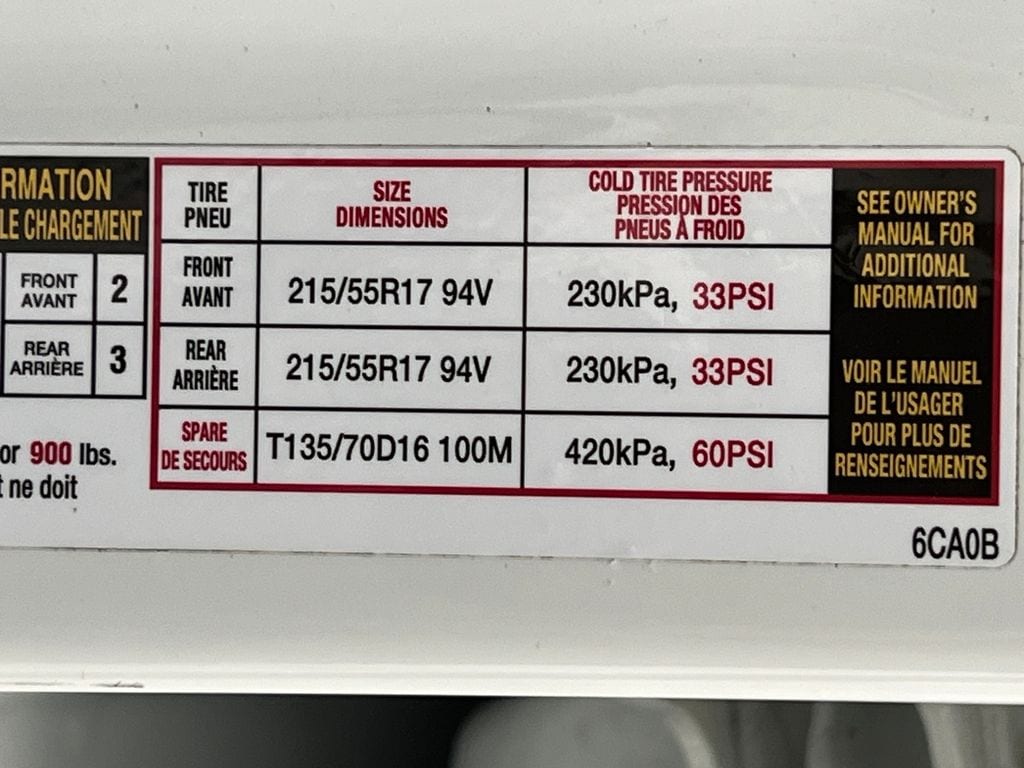 RMATION
LE CHARGEMENT
FRONT
AVANT
2
REAR
ARRIÈRE
3
or 900 lbs.
t ne doit
TIRE
PNEU
SIZE
DIMENSIONS
COLD TIRE PRESSURE
PRESSION DES
PNEUS À FROID
FRONT
AVANT
215/55R17 94V
230kPa, 33PSI
REAR
ARRIÈRE
215/55R17 94V
230kPa, 33PSI
SPARE
DE SECOURS
T135/70D16 100M
420kPa, 60PSI
SEE OWNER'S
MANUAL FOR
ADDITIONAL
INFORMATION
VOIR LE MANUEL
DE L'USAGER
POUR PLUS DE
RENSEIGNEMENTS
6CA0B